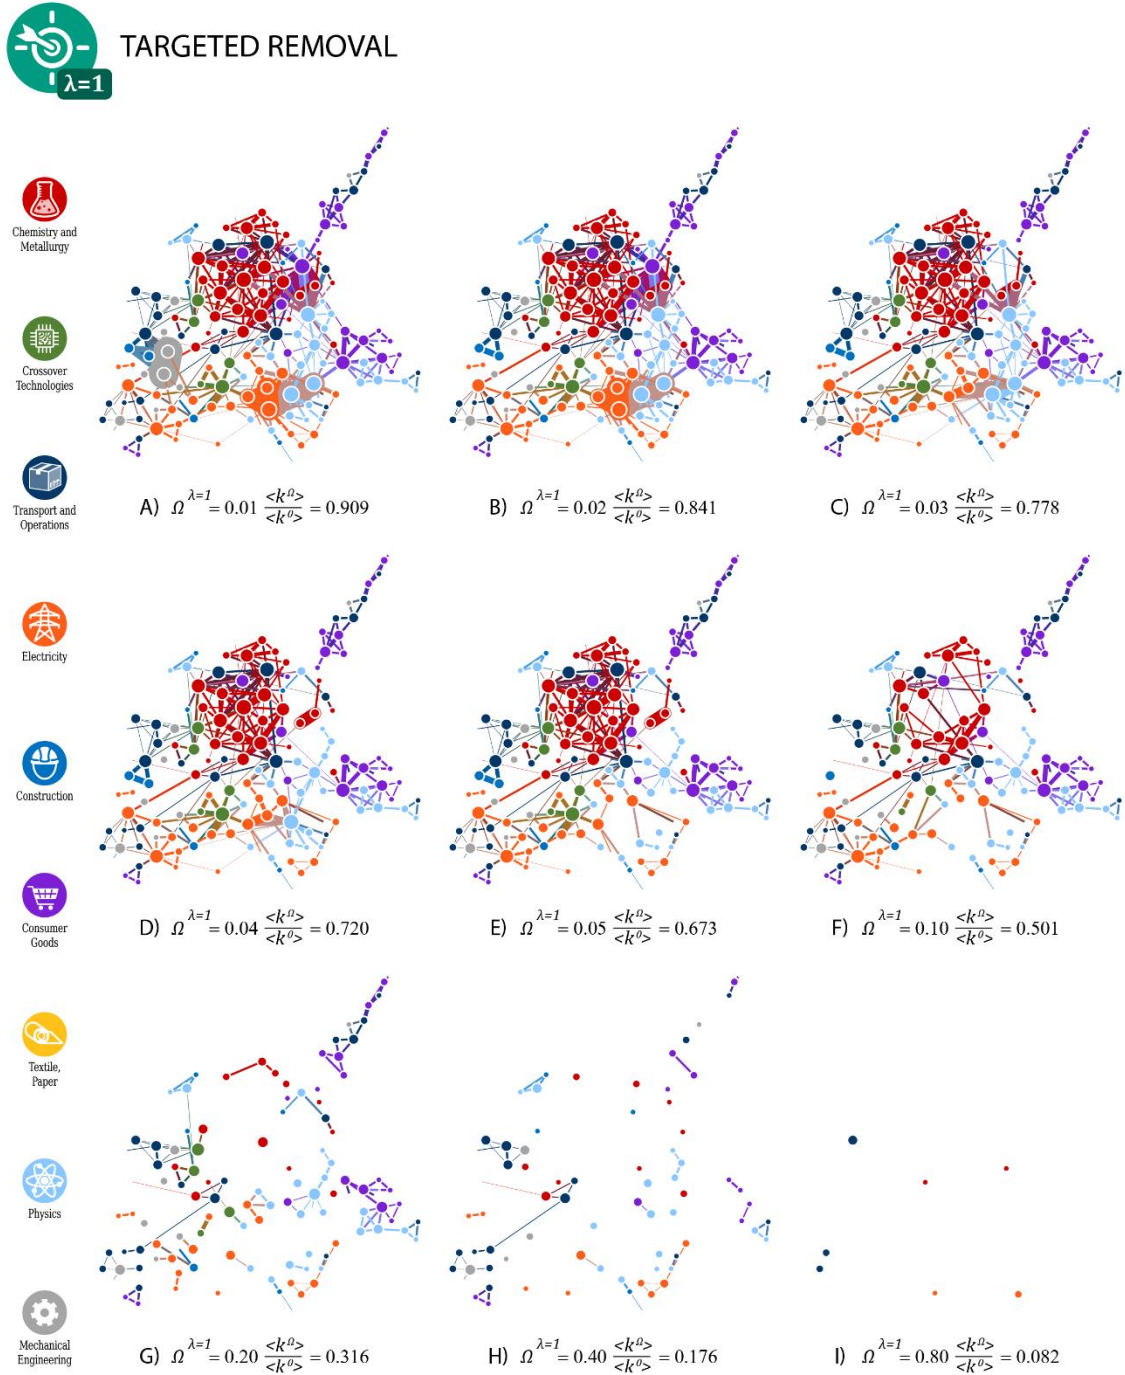 TARGETED REMOVAL
λ=1
Chemistry and
Metallurgy
Crossover
Technologies
Transport and
Operations
Electricity
Construction
Consumer
Goods
Textile,
Paper
Physics
Mechanical
Engineering
A) Ω^λ=1 = 0.01 <k^Ω>/<k^0> = 0.909
B) Ω^λ=1 = 0.02 <k^Ω>/<k^0> = 0.841
C) Ω^λ=1 = 0.03 <k^Ω>/<k^0> = 0.778
D) Ω^λ=1 = 0.04 <k^Ω>/<k^0> = 0.720
E) Ω^λ=1 = 0.05 <k^Ω>/<k^0> = 0.673
F) Ω^λ=1 = 0.10 <k^Ω>/<k^0> = 0.501
G) Ω^λ=1 = 0.20 <k^Ω>/<k^0> = 0.316
H) Ω^λ=1 = 0.40 <k^Ω>/<k^0> = 0.176
I) Ω^λ=1 = 0.80 <k^Ω>/<k^0> = 0.082